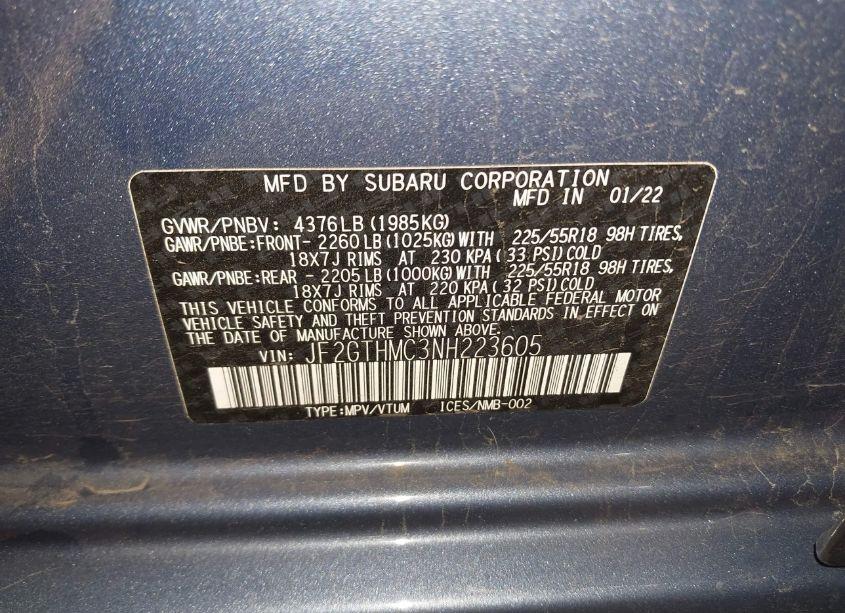 MFD BY SUBARU CORPORATION
MFD IN 01/22
GVWR/PNBV: 4376LB (1985KG)
GAWR/PNBE:FRONT- 2260LB (1025KG) WITH 225/55R18 98H TIRES,
18X7J RIMS AT 230 KPA ( 33 PSI) COLD
GAWR/PNBE:REAR - 2205LB (1000KG) WITH 225/55R18 98H TIRES,
18X7J RIMS AT 220 KPA ( 32 PSI) COLD
THIS VEHICLE CONFORMS TO ALL APPLICABLE FEDERAL MOTOR
VEHICLE SAFETY AND THEFT PREVENTION STANDARDS IN EFFECT ON
THE DATE OF MANUFACTURE SHOWN ABOVE.
VIN: JF2GTHMC3NH223605
TYPE:MPV/VTUM ICES/NMB-002